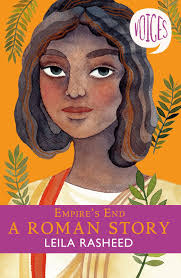 VOICES
EMPIRE'S END
A ROMAN STORY
LEILA RASHEED